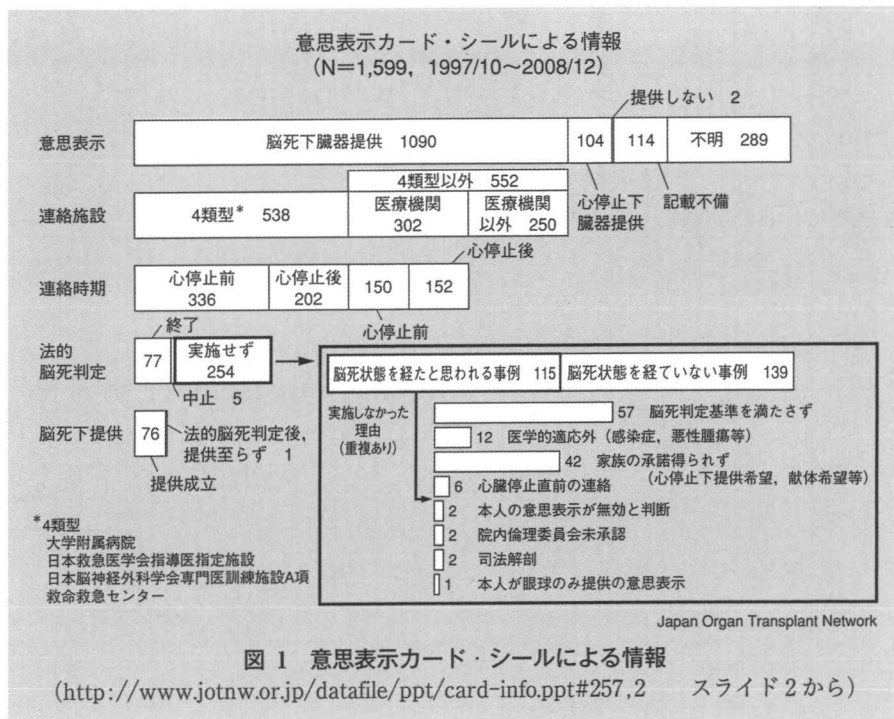 意思表示カード・シールによる情報
(N=1,599, 1997/10～2008/12)
提供しない 2
意思表示
脳死下臓器提供 1090
104
114
不明 289
4類型以外 552
連絡施設
4類型* 538
医療機関
302
医療機関
以外 250
心停止下
臓器提供
記載不備
心停止後
連絡時期
心停止前
336
心停止後
202
150
152
心停止前
終了
法的
脳死判定
77
実施せず
254
中止 5
脳死状態を経たと思われる事例 115
脳死状態を経ていない事例 139
脳死下提供
76
法的脳死判定後,
提供至らず 1
提供成立
実施しなかった
理由
(重複あり)
57 脳死判定基準を満たさず
12 医学的適応外(感染症,悪性腫瘍等)
42 家族の承諾得られず
(心停止下提供希望,献体希望等)
6 心臓停止直前の連絡
2 本人の意思表示が無効と判断
2 院内倫理委員会未承認
2 司法解剖
1 本人が眼球のみ提供の意思表示
*4類型
大学附属病院
日本救急医学会指導医指定施設
日本脳神経外科学会専門医訓練施設A項
救命救急センター
Japan Organ Transplant Network
図 1 意思表示カード・シールによる情報
(http://www.jotnw.or.jp/datafile/ppt/card-info.ppt#257,2 スライド2から)